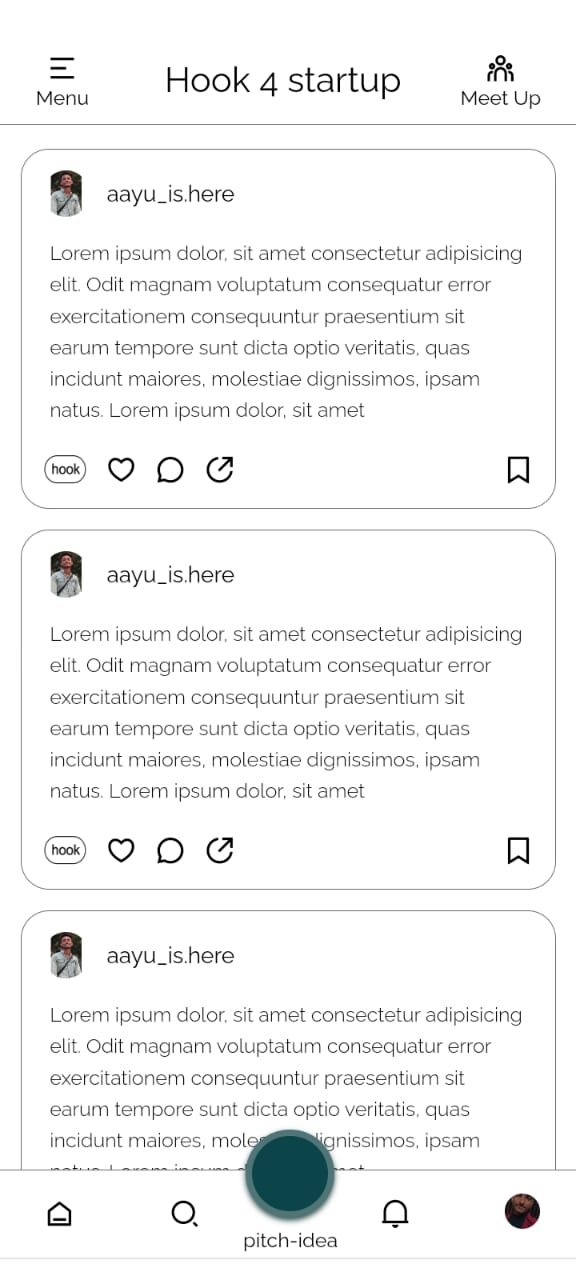 Hook 4 startup
Menu
Meet Up
aayu_is.here
Lorem ipsum dolor, sit amet consectetur adipisicing
elit. Odit magnam voluptatum consequatur error
exercitationem consequuntur praesentium sit
earum tempore sunt dicta optio veritatis, quas
incidunt maiores, molestiae dignissimos, ipsam
natus. Lorem ipsum dolor, sit amet
hook
aayu_is.here
Lorem ipsum dolor, sit amet consectetur adipisicing
elit. Odit magnam voluptatum consequatur error
exercitationem consequuntur praesentium sit
earum tempore sunt dicta optio veritatis, quas
incidunt maiores, molestiae dignissimos, ipsam
natus. Lorem ipsum dolor, sit amet
hook
aayu_is.here
Lorem ipsum dolor, sit amet consectetur adipisicing
elit. Odit magnam voluptatum consequatur error
exercitationem consequuntur praesentium sit
earum tempore sunt dicta optio veritatis, quas
incidunt maiores, ipsam
pitch-idea